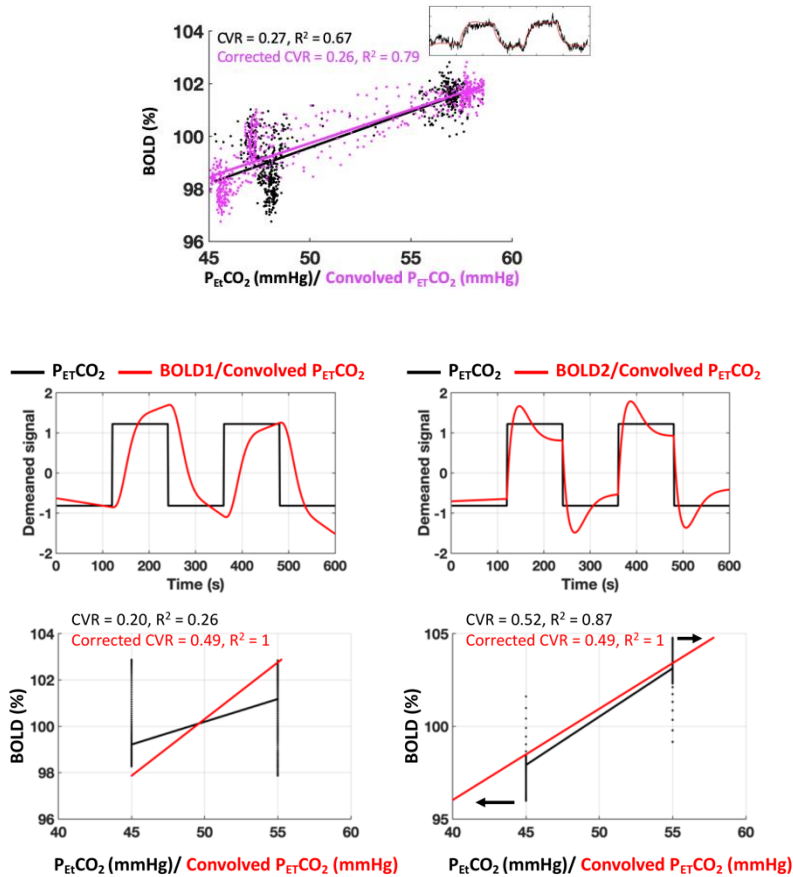 104
102
100
98
96
BOLD (%)
CVR = 0.27, R² = 0.67
Corrected CVR = 0.26, R² = 0.79
45 50 55 60
PEtCO₂ (mmHg)/ Convolved PETCO₂ (mmHg)
PETCO₂ BOLD1/Convolved PETCO₂
2
1
0
-1
-2
Demeaned signal
0 100 200 300 400 500 600
Time (s)
PETCO₂ BOLD2/Convolved PETCO₂
2
1
0
-1
-2
Demeaned signal
0 100 200 300 400 500 600
Time (s)
CVR = 0.20, R² = 0.26
Corrected CVR = 0.49, R² = 1
104
102
100
98
96
BOLD (%)
40 45 50 55 60
PEtCO₂ (mmHg)/ Convolved PETCO₂ (mmHg)
CVR = 0.52, R² = 0.87
Corrected CVR = 0.49, R² = 1
105
100
95
BOLD (%)
40 45 50 55 60
PEtCO₂ (mmHg)/ Convolved PETCO₂ (mmHg)